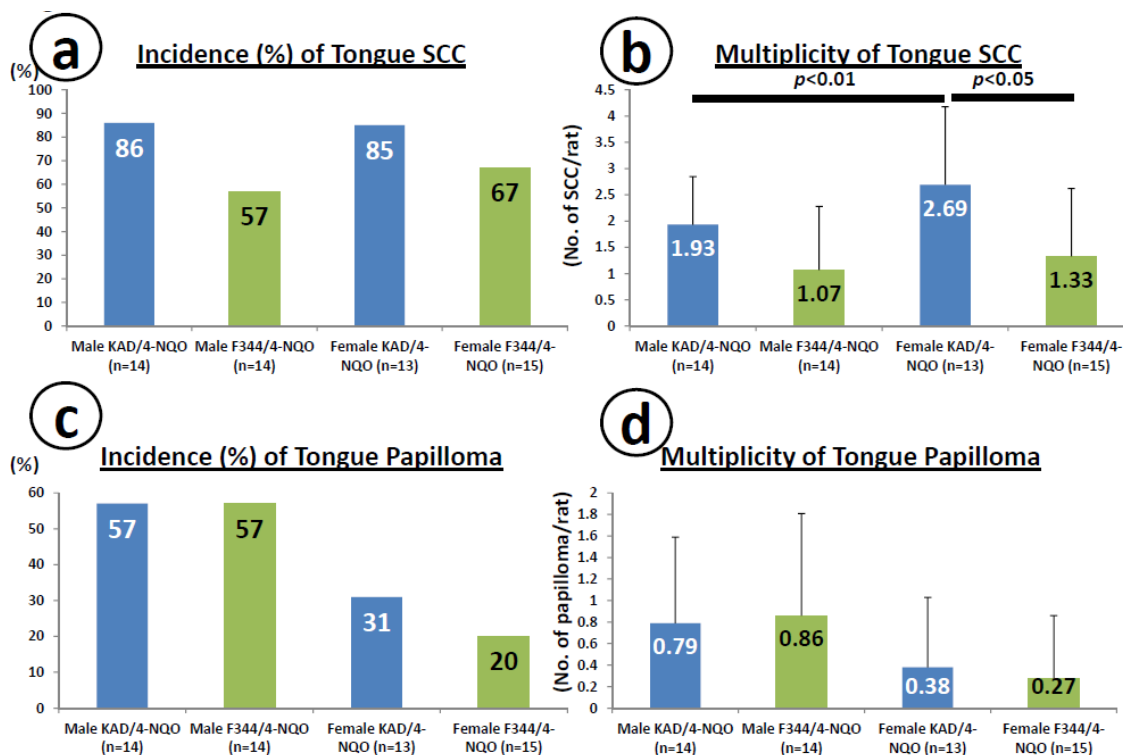 a
Incidence (%) of Tongue SCC
(%)
100
90
80
70
60
50
40
30
20
10
0
86
57
85
67
Male KAD/4-NQO
(n=14)
Male F344/4-NQO
(n=14)
Female KAD/4-
NQO (n=13)
Female F344/4-
NQO (n=15)
b
Multiplicity of Tongue SCC
p<0.01
p<0.05
(No. of SCC/rat)
4.5
4
3.5
3
2.5
2
1.5
1
0.5
0
1.93
1.07
2.69
1.33
Male KAD/4-NQO
(n=14)
Male F344/4-NQO
(n=14)
Female KAD/4-
NQO (n=13)
Female F344/4-
NQO (n=15)
c
Incidence (%) of Tongue Papilloma
(%)
60
50
40
30
20
10
0
57
57
31
20
Male KAD/4-NQO
(n=14)
Male F344/4-NQO
(n=14)
Female KAD/4-
NQO (n=13)
Female F344/4-
NQO (n=15)
d
Multiplicity of Tongue Papilloma
(No. of papilloma/rat)
2
1.8
1.6
1.4
1.2
1
0.8
0.6
0.4
0.2
0
0.79
0.86
0.38
0.27
Male KAD/4-NQO
(n=14)
Male F344/4-NQO
(n=14)
Female KAD/4-
NQO (n=13)
Female F344/4-
NQO (n=15)